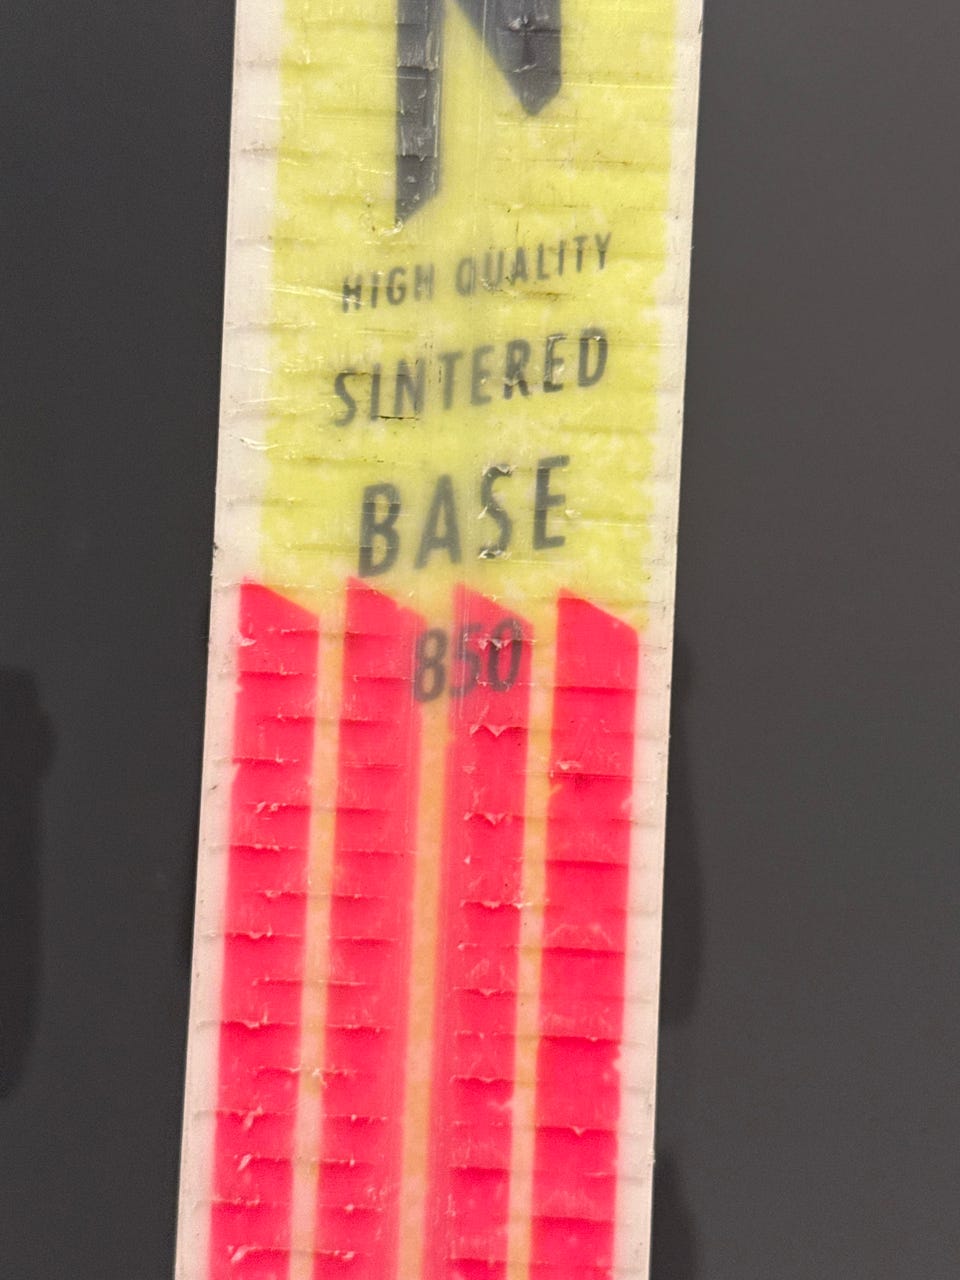 HIGH QUALITY
SINTERED
BASE
850